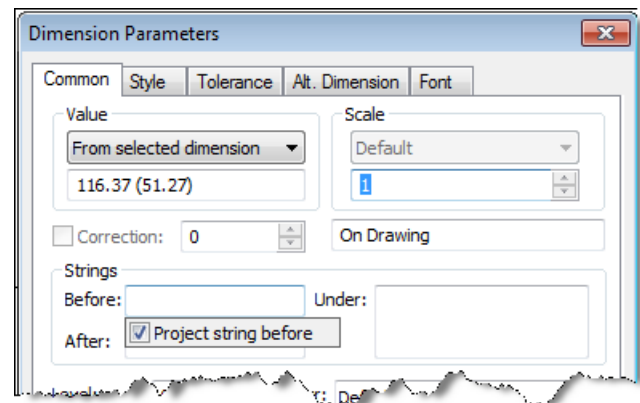 Dimension Parameters
Common Style Tolerance Alt. Dimension Font
Value Scale
From selected dimension Default
116.37 (51.27) 1
Correction: 0 On Drawing
Strings
Before: Under:
Project string before
After: